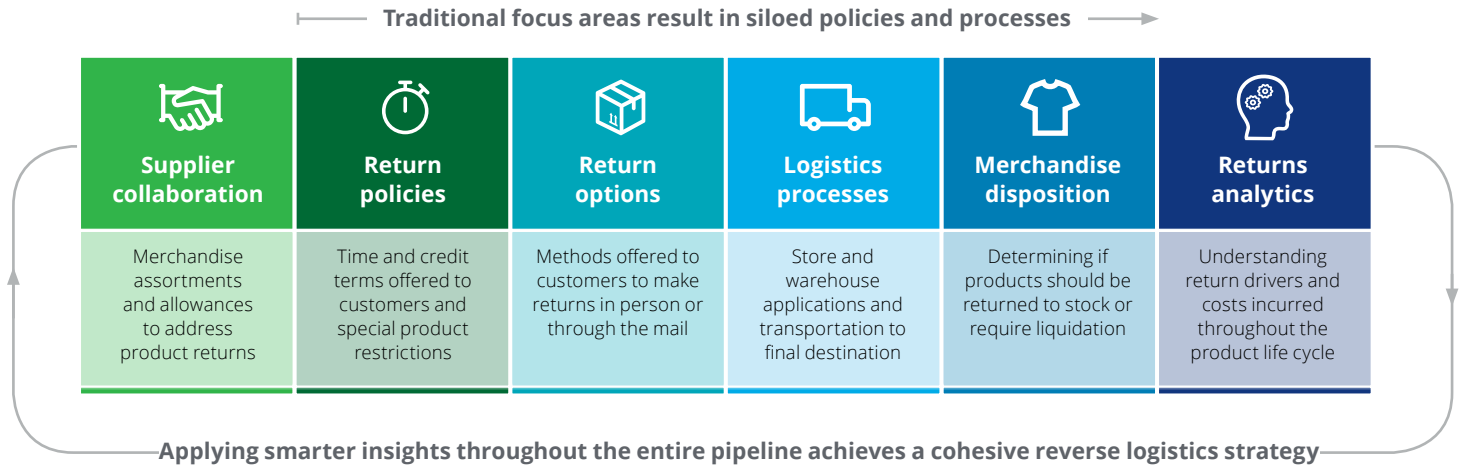 Traditional focus areas result in siloed policies and processes
Supplier
collaboration
Merchandise
assortments
and allowances
to address
product returns
Return
policies
Time and credit
terms offered to
customers and
special product
restrictions
Return
options
Methods offered to
customers to make
returns in person or
through the mail
Logistics
processes
Store and
warehouse
applications and
transportation to
final destination
Merchandise
disposition
Determining if
products should be
returned to stock or
require liquidation
Returns
analytics
Understanding
return drivers and
costs incurred
throughout the
product life cycle
Applying smarter insights throughout the entire pipeline achieves a cohesive reverse logistics strategy